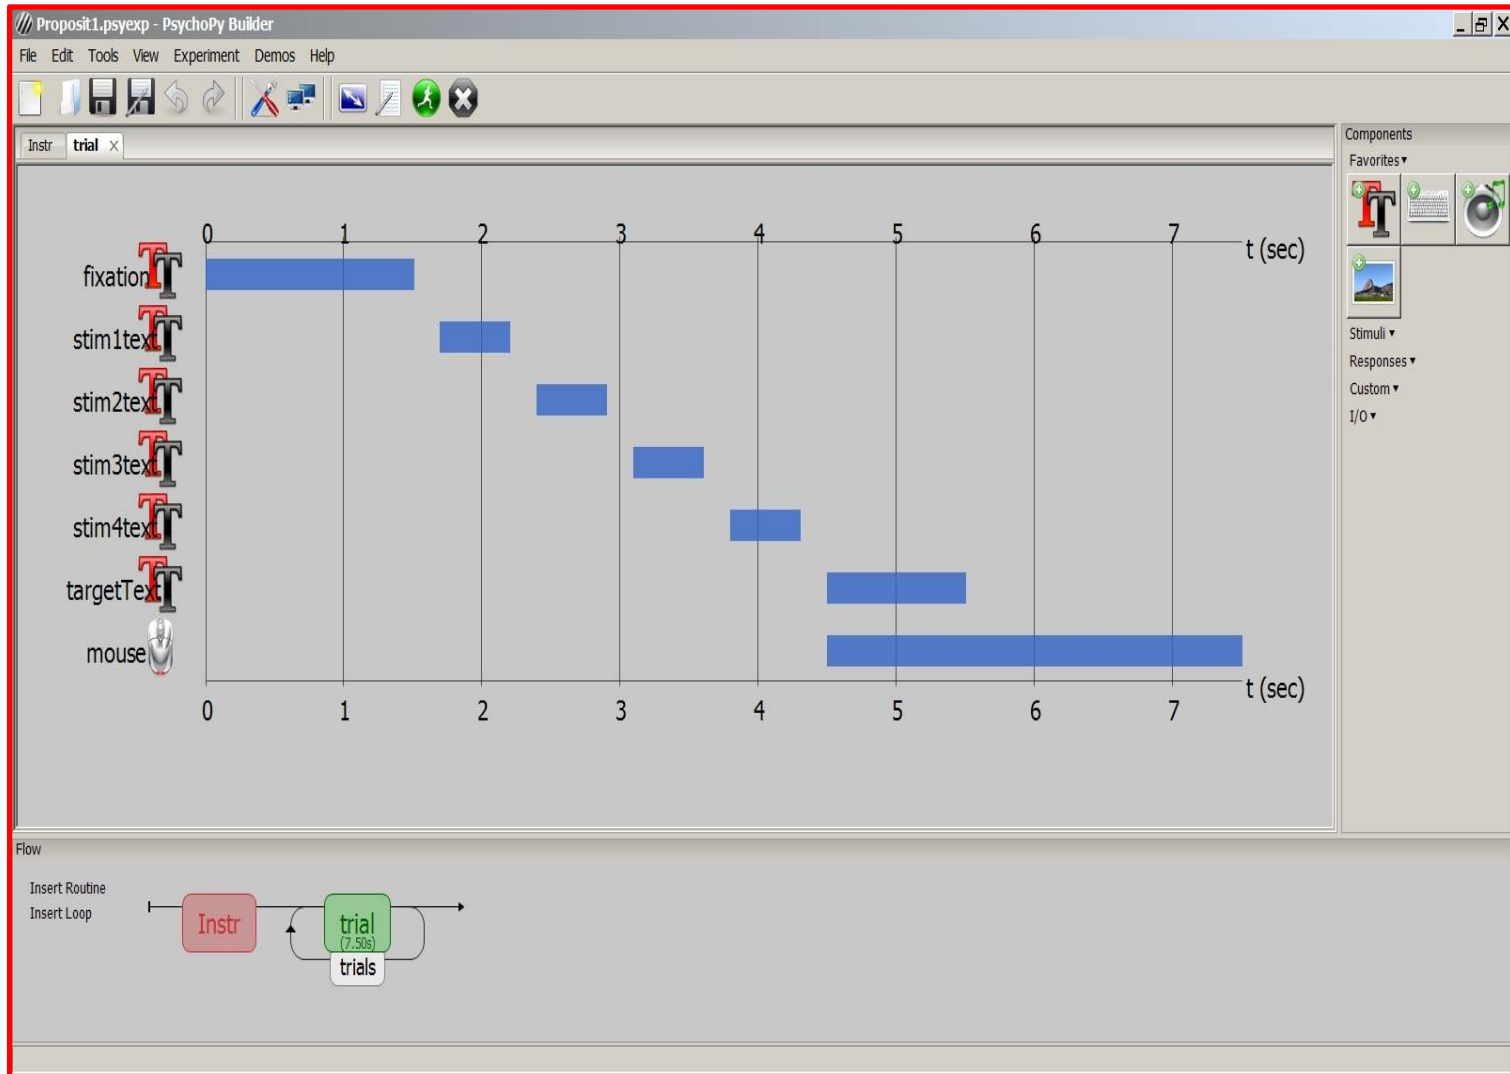 Proposit1.psyexp - PsychoPy Builder
File Edit Tools View Experiment Demos Help
Instr trial
Components
Favorites
Stimuli
Responses
Custom
I/O
0 1 2 3 4 5 6 7 t (sec)
fixation
stim1text
stim2text
stim3text
stim4text
targetText
mouse
0 1 2 3 4 5 6 7 t (sec)
Flow
Insert Routine
Insert Loop
Instr
trial
(7.50s)
trials